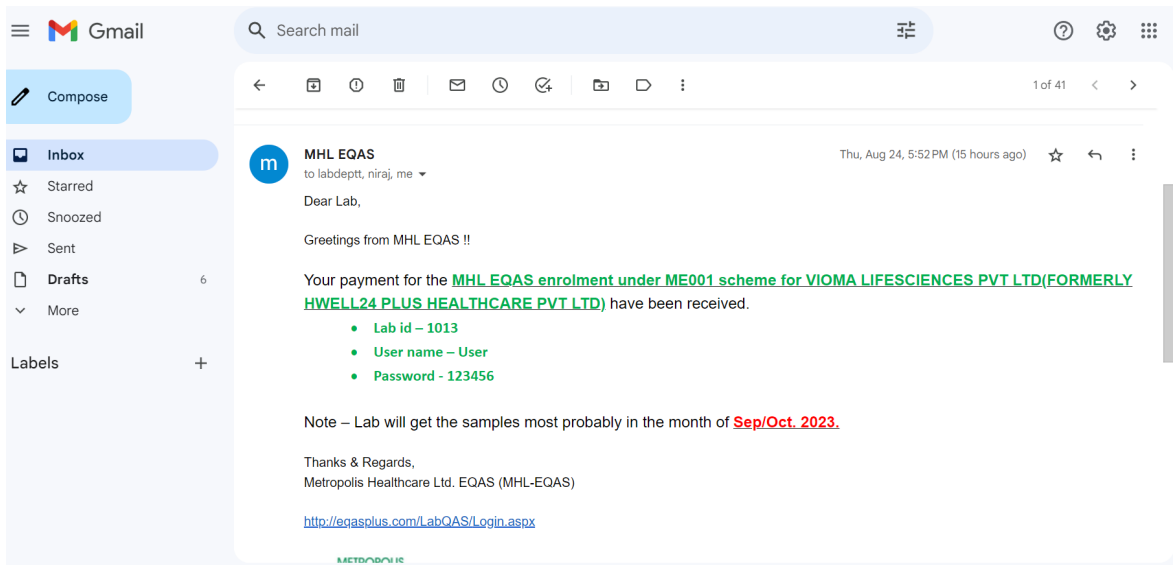 Gmail
Search mail
Compose
1 of 41
Inbox
Starred
Snoozed
Sent
Drafts 6
More
Labels +
m
MHL EQAS
Thu, Aug 24, 5:52 PM (15 hours ago)
to labdeptt, niraj, me
Dear Lab,
Greetings from MHL EQAS !!
Your payment for the MHL EQAS enrolment under ME001 scheme for VIOMA LIFESCIENCES PVT LTD(FORMERLY
HWELL24 PLUS HEALTHCARE PVT LTD) have been received.
• Lab id – 1013
• User name – User
• Password - 123456
Note – Lab will get the samples most probably in the month of Sep/Oct. 2023.
Thanks & Regards,
Metropolis Healthcare Ltd. EQAS (MHL-EQAS)
http://eqasplus.com/LabQAS/Login.aspx
METROPOLIS